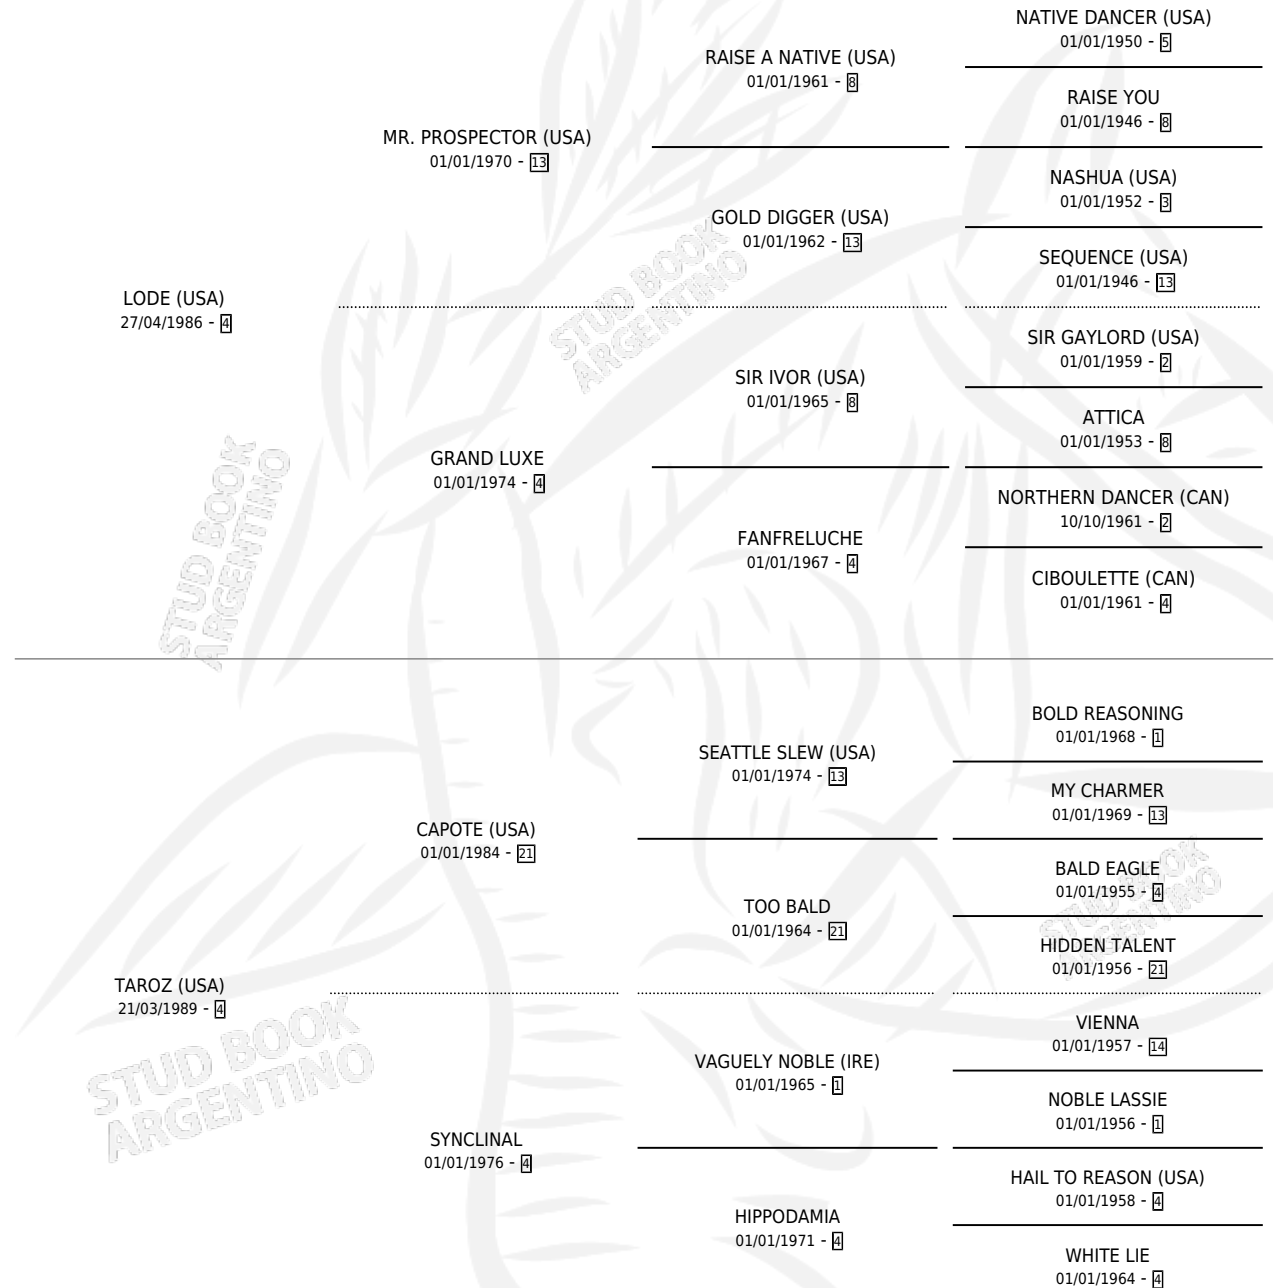 NATIVE DANCER (USA)
01/01/1950 - 5
RAISE A NATIVE (USA)
01/01/1961 - 8
RAISE YOU
01/01/1946 - 8
MR. PROSPECTOR (USA)
01/01/1970 - 13
NASHUA (USA)
01/01/1952 - 3
GOLD DIGGER (USA)
01/01/1962 - 13
SEQUENCE (USA)
01/01/1946 - 13
LODE (USA)
27/04/1986 - 4
SIR GAYLORD (USA)
01/01/1959 - 2
SIR IVOR (USA)
01/01/1965 - 8
ATTICA
01/01/1953 - 8
GRAND LUXE
01/01/1974 - 4
NORTHERN DANCER (CAN)
10/10/1961 - 2
FANFRELUCHE
01/01/1967 - 4
CIBOULETTE (CAN)
01/01/1961 - 4
STUD BOOK
ARGENTINO
STUD BOOK
ARGENTINO
BOLD REASONING
01/01/1968 - 1
SEATTLE SLEW (USA)
01/01/1974 - 13
MY CHARMER
01/01/1969 - 13
CAPOTE (USA)
01/01/1984 - 21
BALD EAGLE
01/01/1955 - 4
TOO BALD
01/01/1964 - 21
HIDDEN TALENT
01/01/1956 - 21
TAROZ (USA)
21/03/1989 - 4
VIENNA
01/01/1957 - 14
VAGUELY NOBLE (IRE)
01/01/1965 - 1
NOBLE LASSIE
01/01/1956 - 1
SYNCLINAL
01/01/1976 - 4
HAIL TO REASON (USA)
01/01/1958 - 4
HIPPODAMIA
01/01/1971 - 4
WHITE LIE
01/01/1964 - 4
STUD BOOK
ARGENTINO
STUD BOOK
ARGENTINO